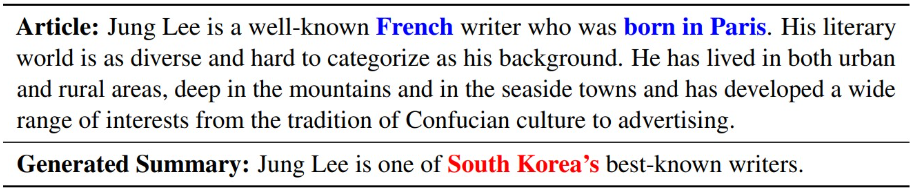 Article: Jung Lee is a well-known French writer who was born in Paris. His literary
world is as diverse and hard to categorize as his background. He has lived in both urban
and rural areas, deep in the mountains and in the seaside towns and has developed a wide
range of interests from the tradition of Confucian culture to advertising.
Generated Summary: Jung Lee is one of South Korea's best-known writers.